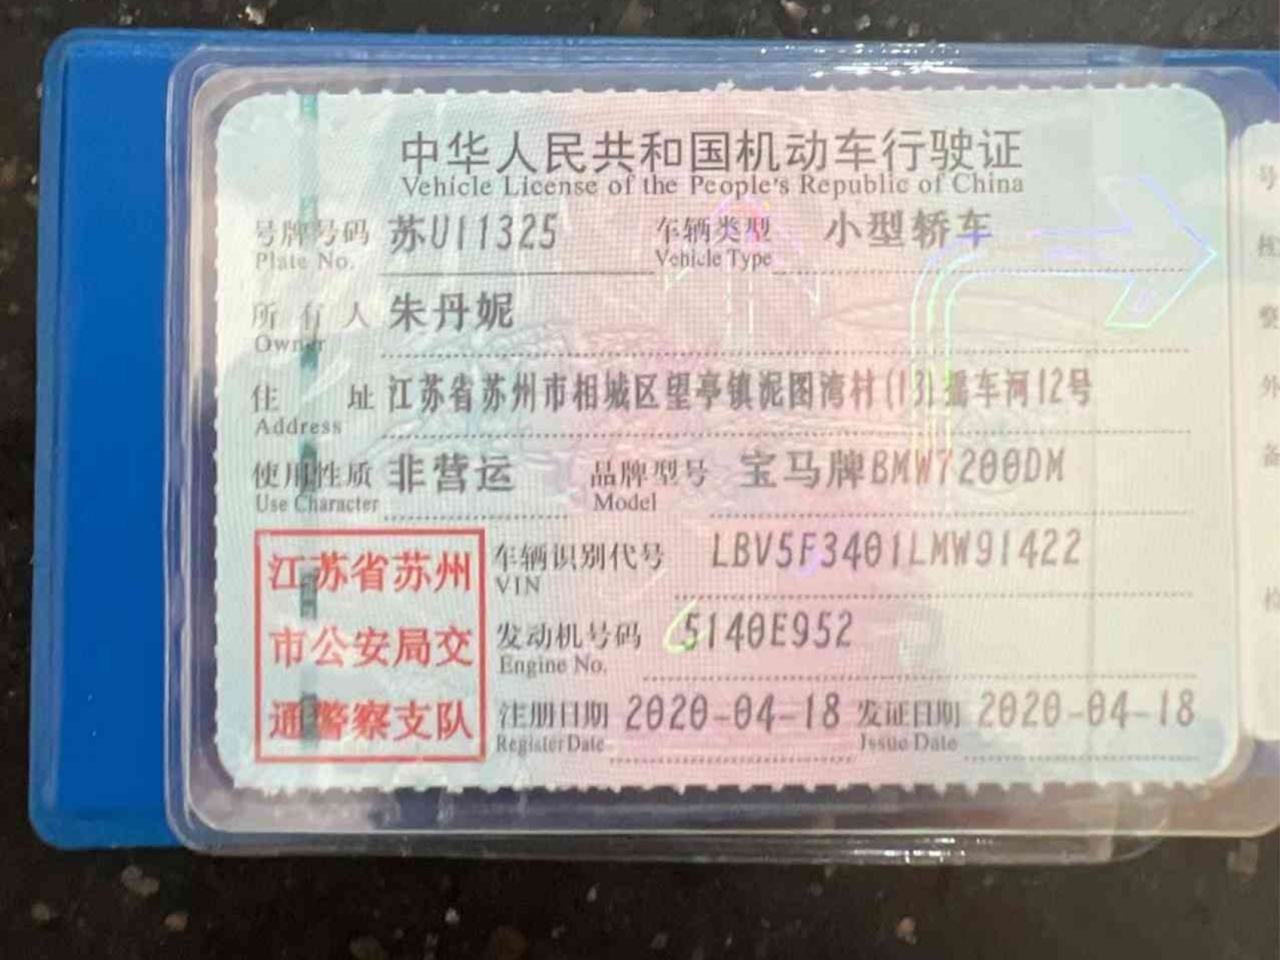 中华人民共和国机动车行驶证
Vehicle License of the People's Republic of China
号牌号码 苏U11325 车辆类型 小型轿车
Plate No. Vehicle Type
所有人 朱丹妮
Owner
住址 江苏省苏州市相城区望亭镇泥图湾村(13)摇车河12号
Address
使用性质 非营运 品牌型号 宝马牌BMW7200DM
Use Character Model
江苏省苏州
市公安局交
通警察支队
车辆识别代号 LBV5F3401LMW91422
VIN
发动机号码 5140E952
Engine No.
注册日期 2020-04-18 发证日期 2020-04-18
Register Date Issue Date
号
整
外
备